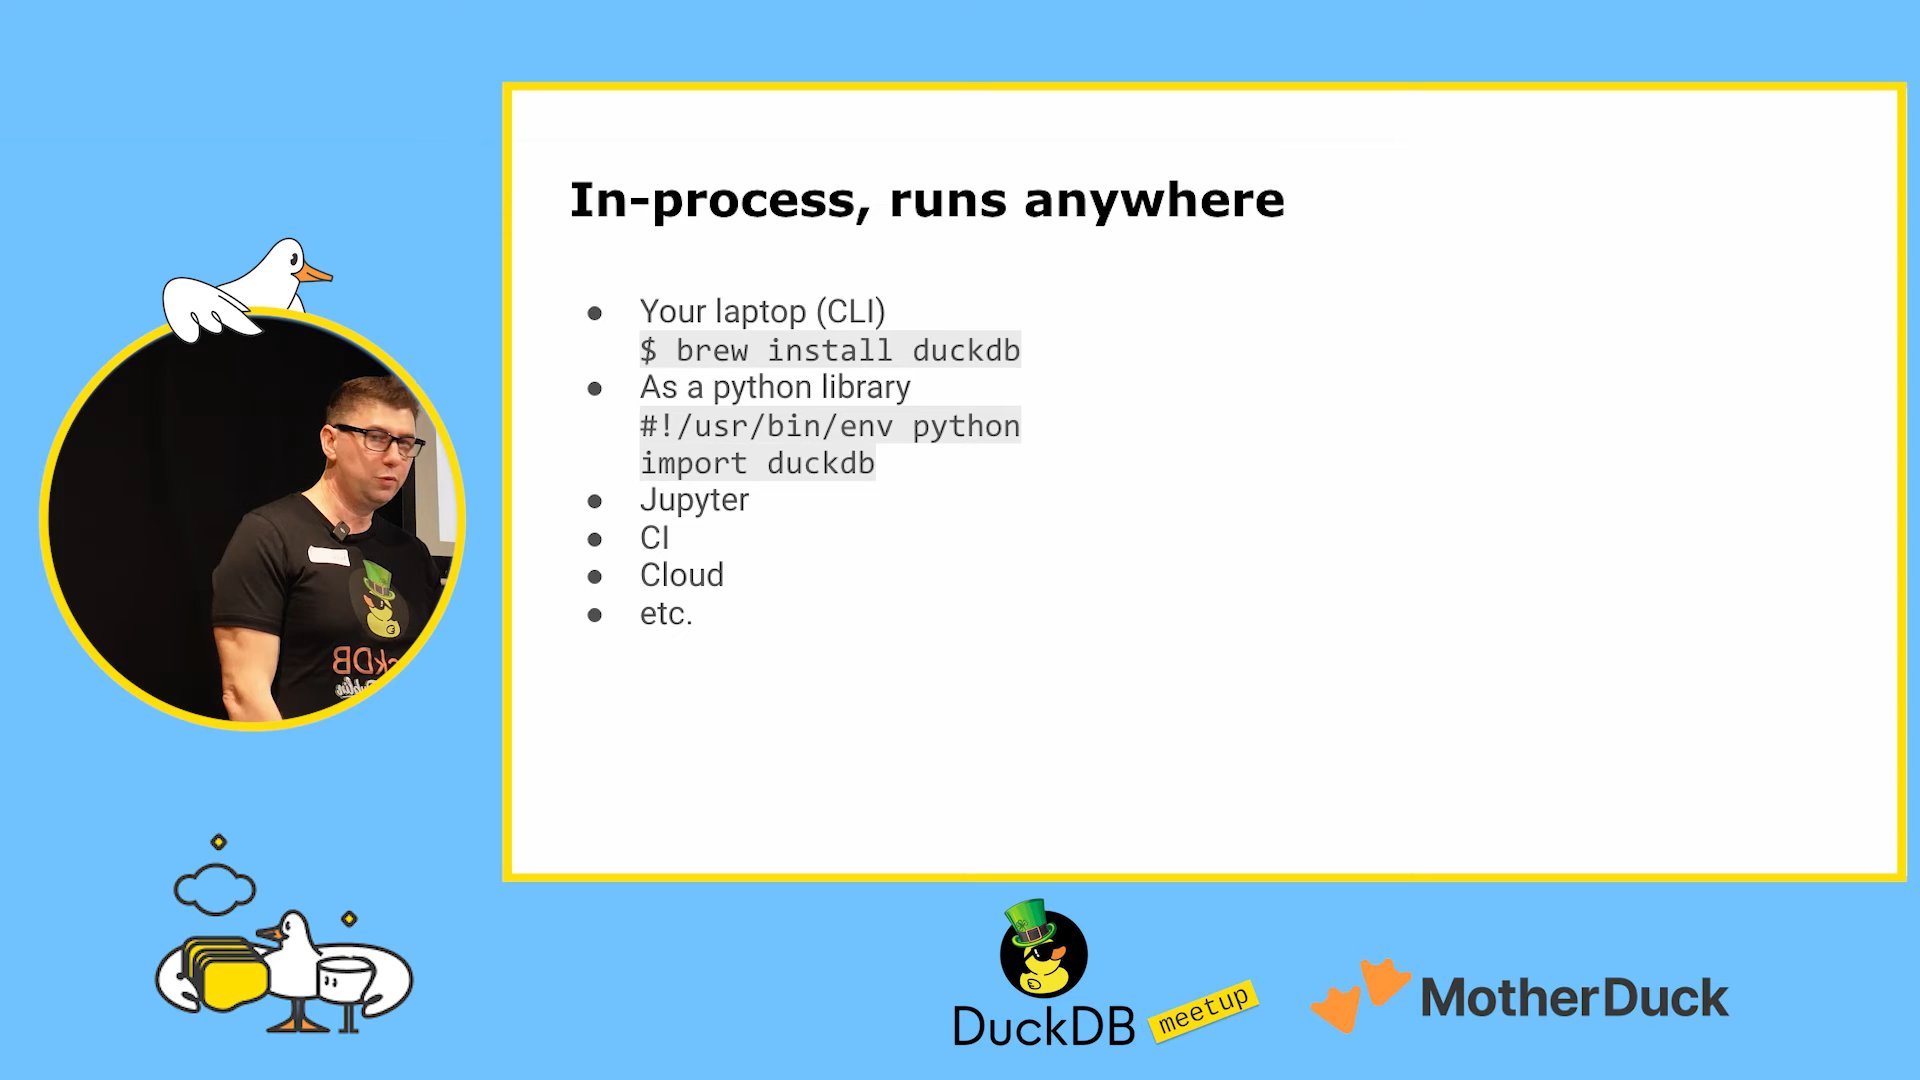 In-process, runs anywhere
● Your laptop (CLI)
$ brew install duckdb
● As a python library
#!/usr/bin/env python
import duckdb
● Jupyter
● CI
● Cloud
● etc.
DuckDB
meetup
MotherDuck